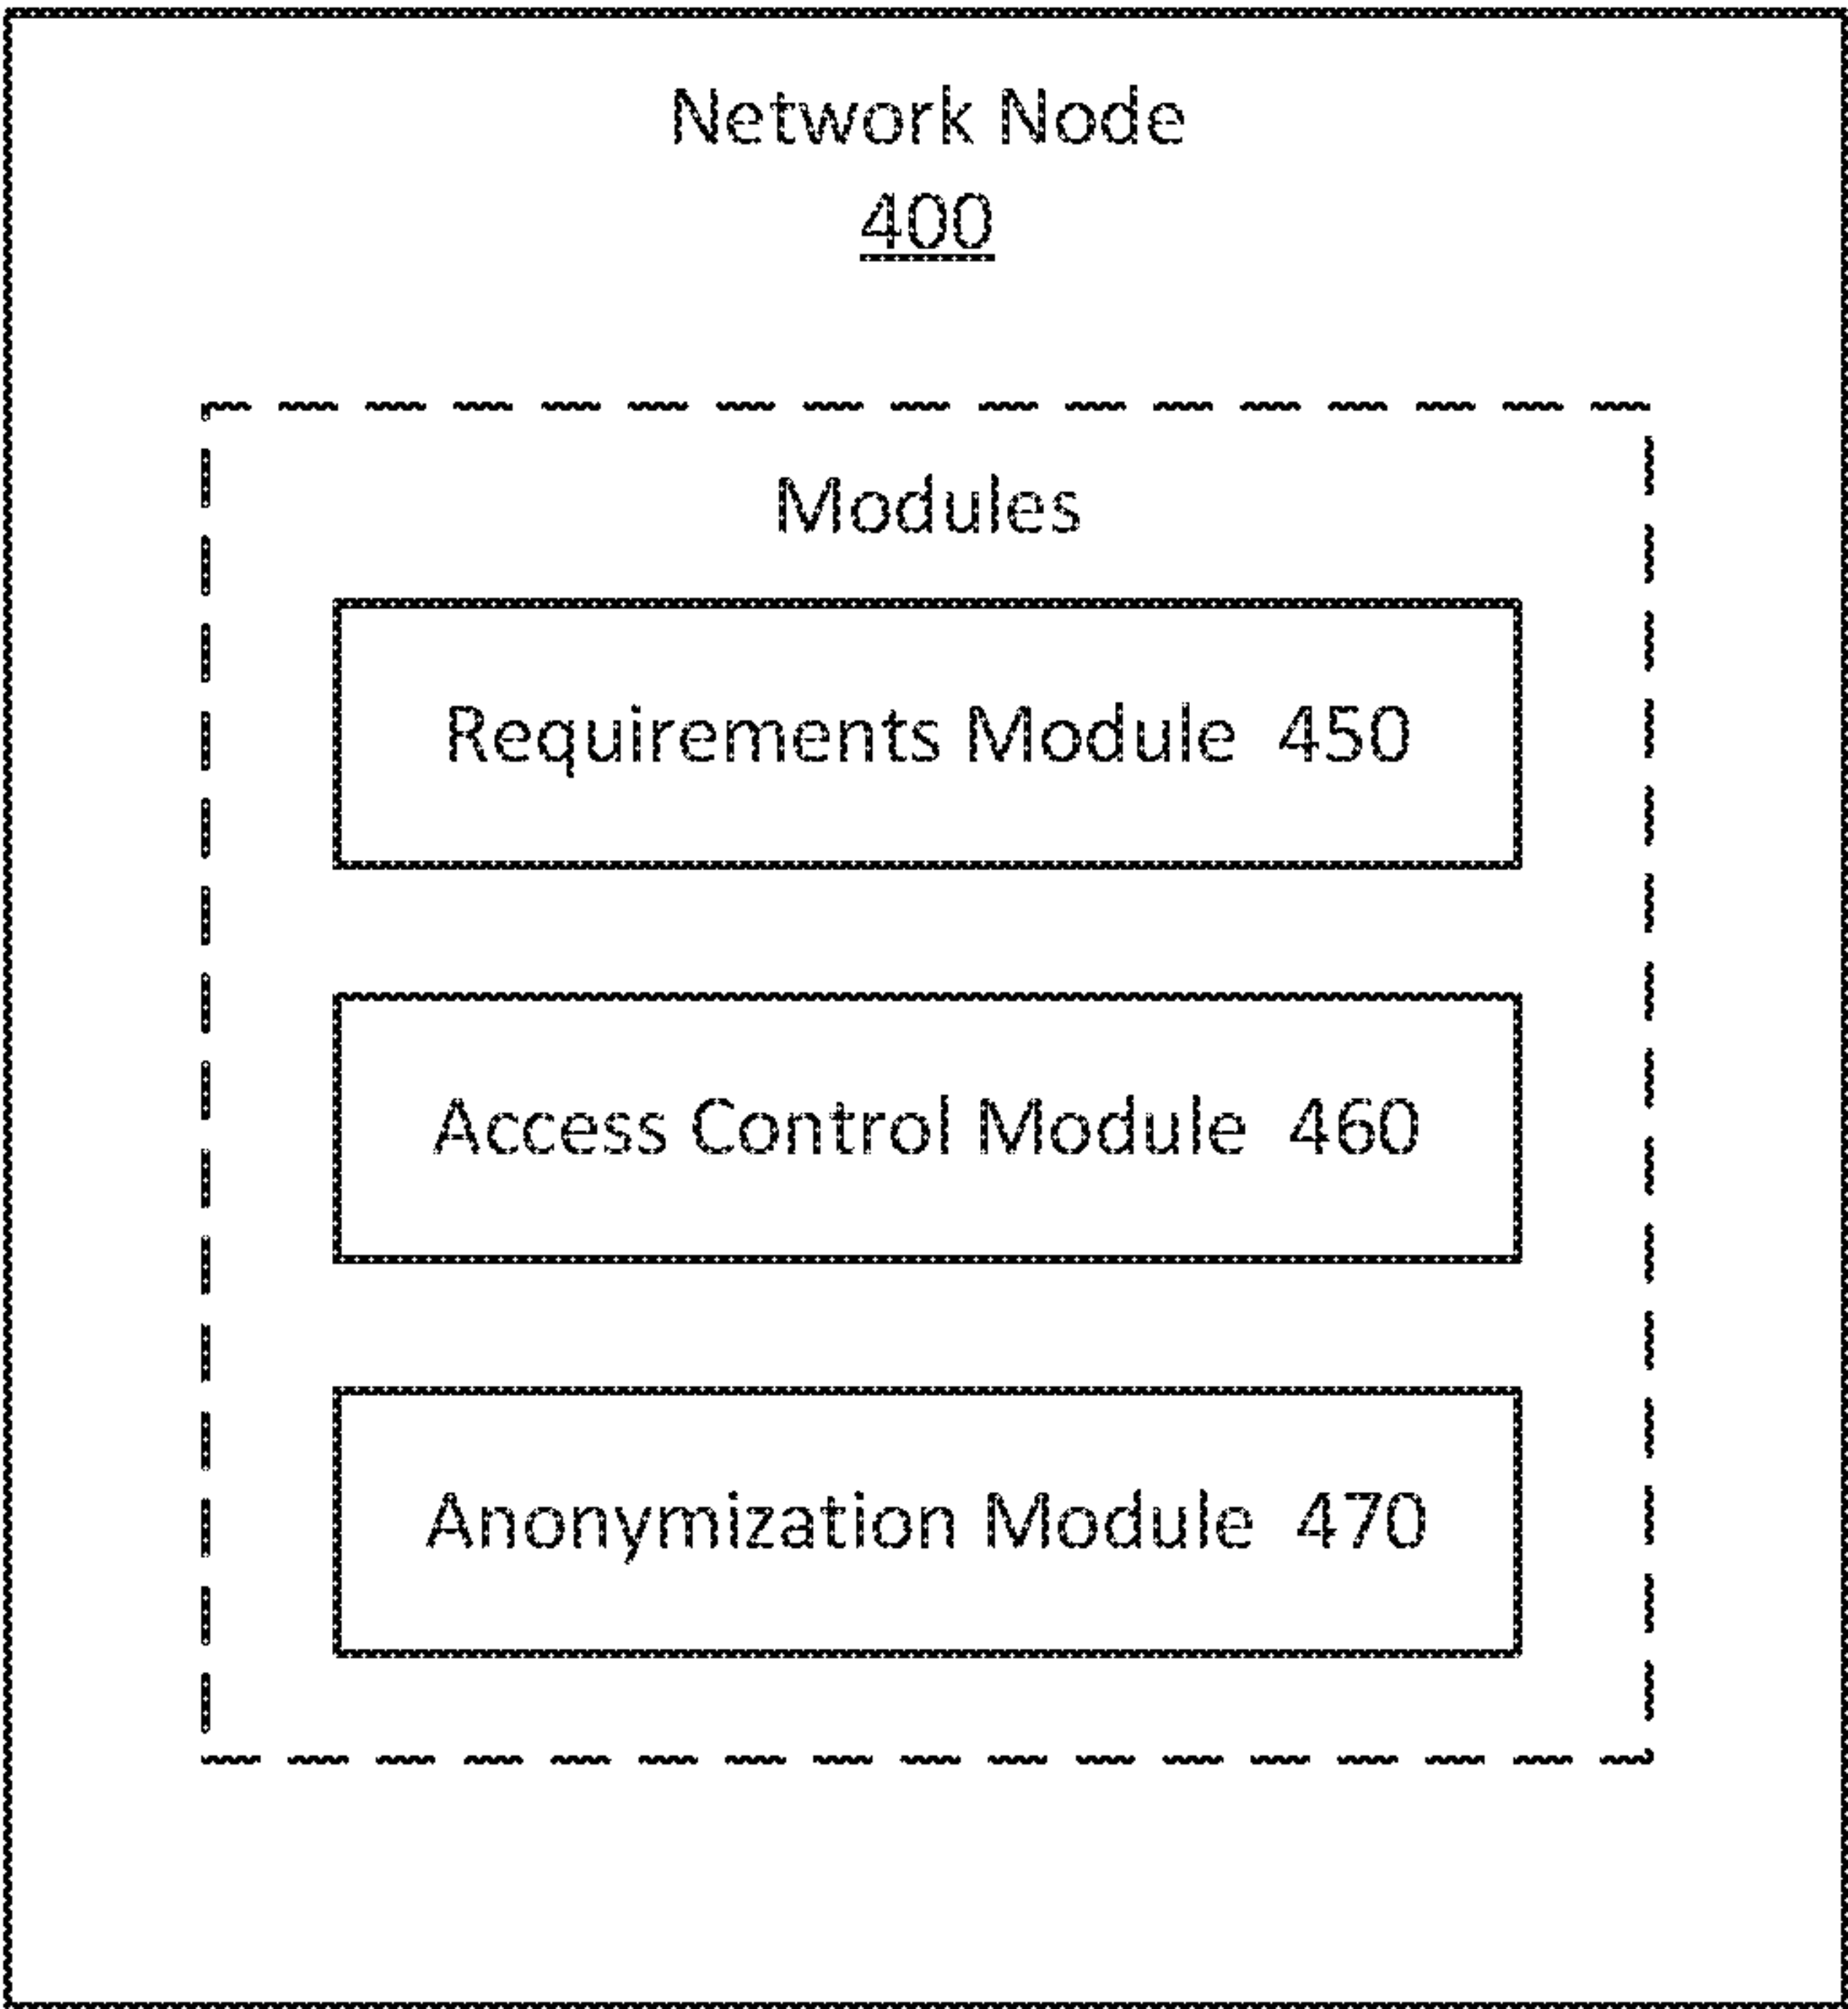 Network Node
400
Modules
Requirements Module 450
Access Control Module 460
Anonymization Module 470